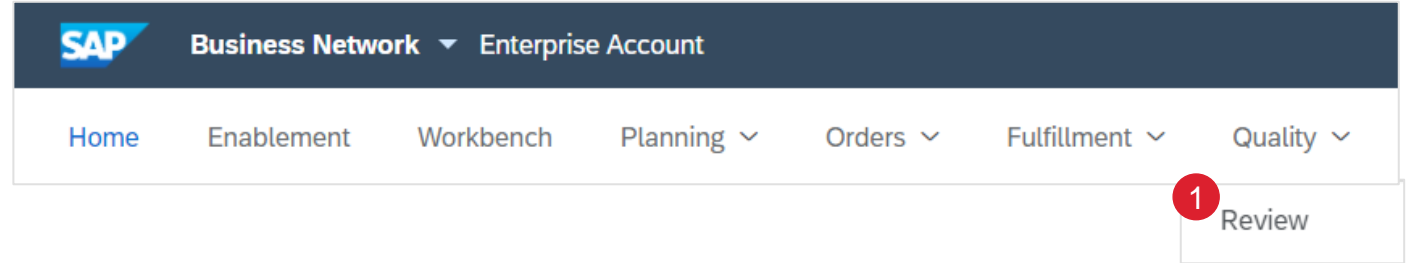 SAP Business Network Enterprise Account
Home Enablement Workbench Planning Orders Fulfillment Quality
1 Review